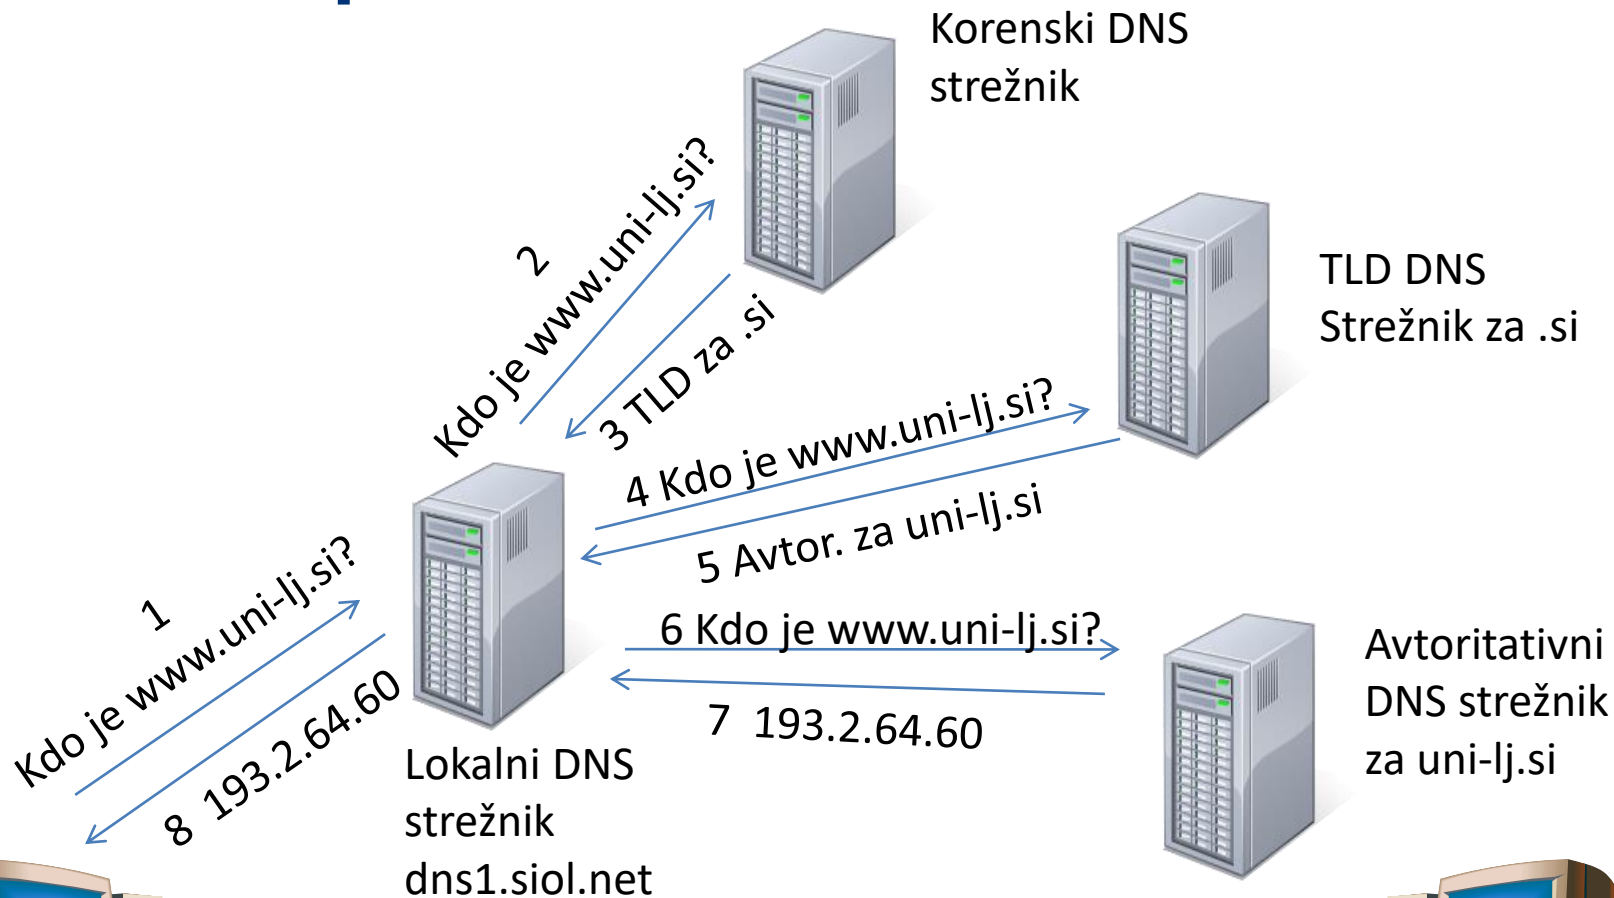 Korenski DNS
strežnik
2
Kdo je www.uni-lj.si?
3 TLD za .si
TLD DNS
Strežnik za .si
4 Kdo je www.uni-lj.si?
5 Avtor. za uni-lj.si
1
Kdo je www.uni-lj.si?
8 193.2.64.60
6 Kdo je www.uni-lj.si?
7 193.2.64.60
Lokalni DNS
strežnik
dns1.siol.net
Avtoritativni
DNS strežnik
za uni-lj.si